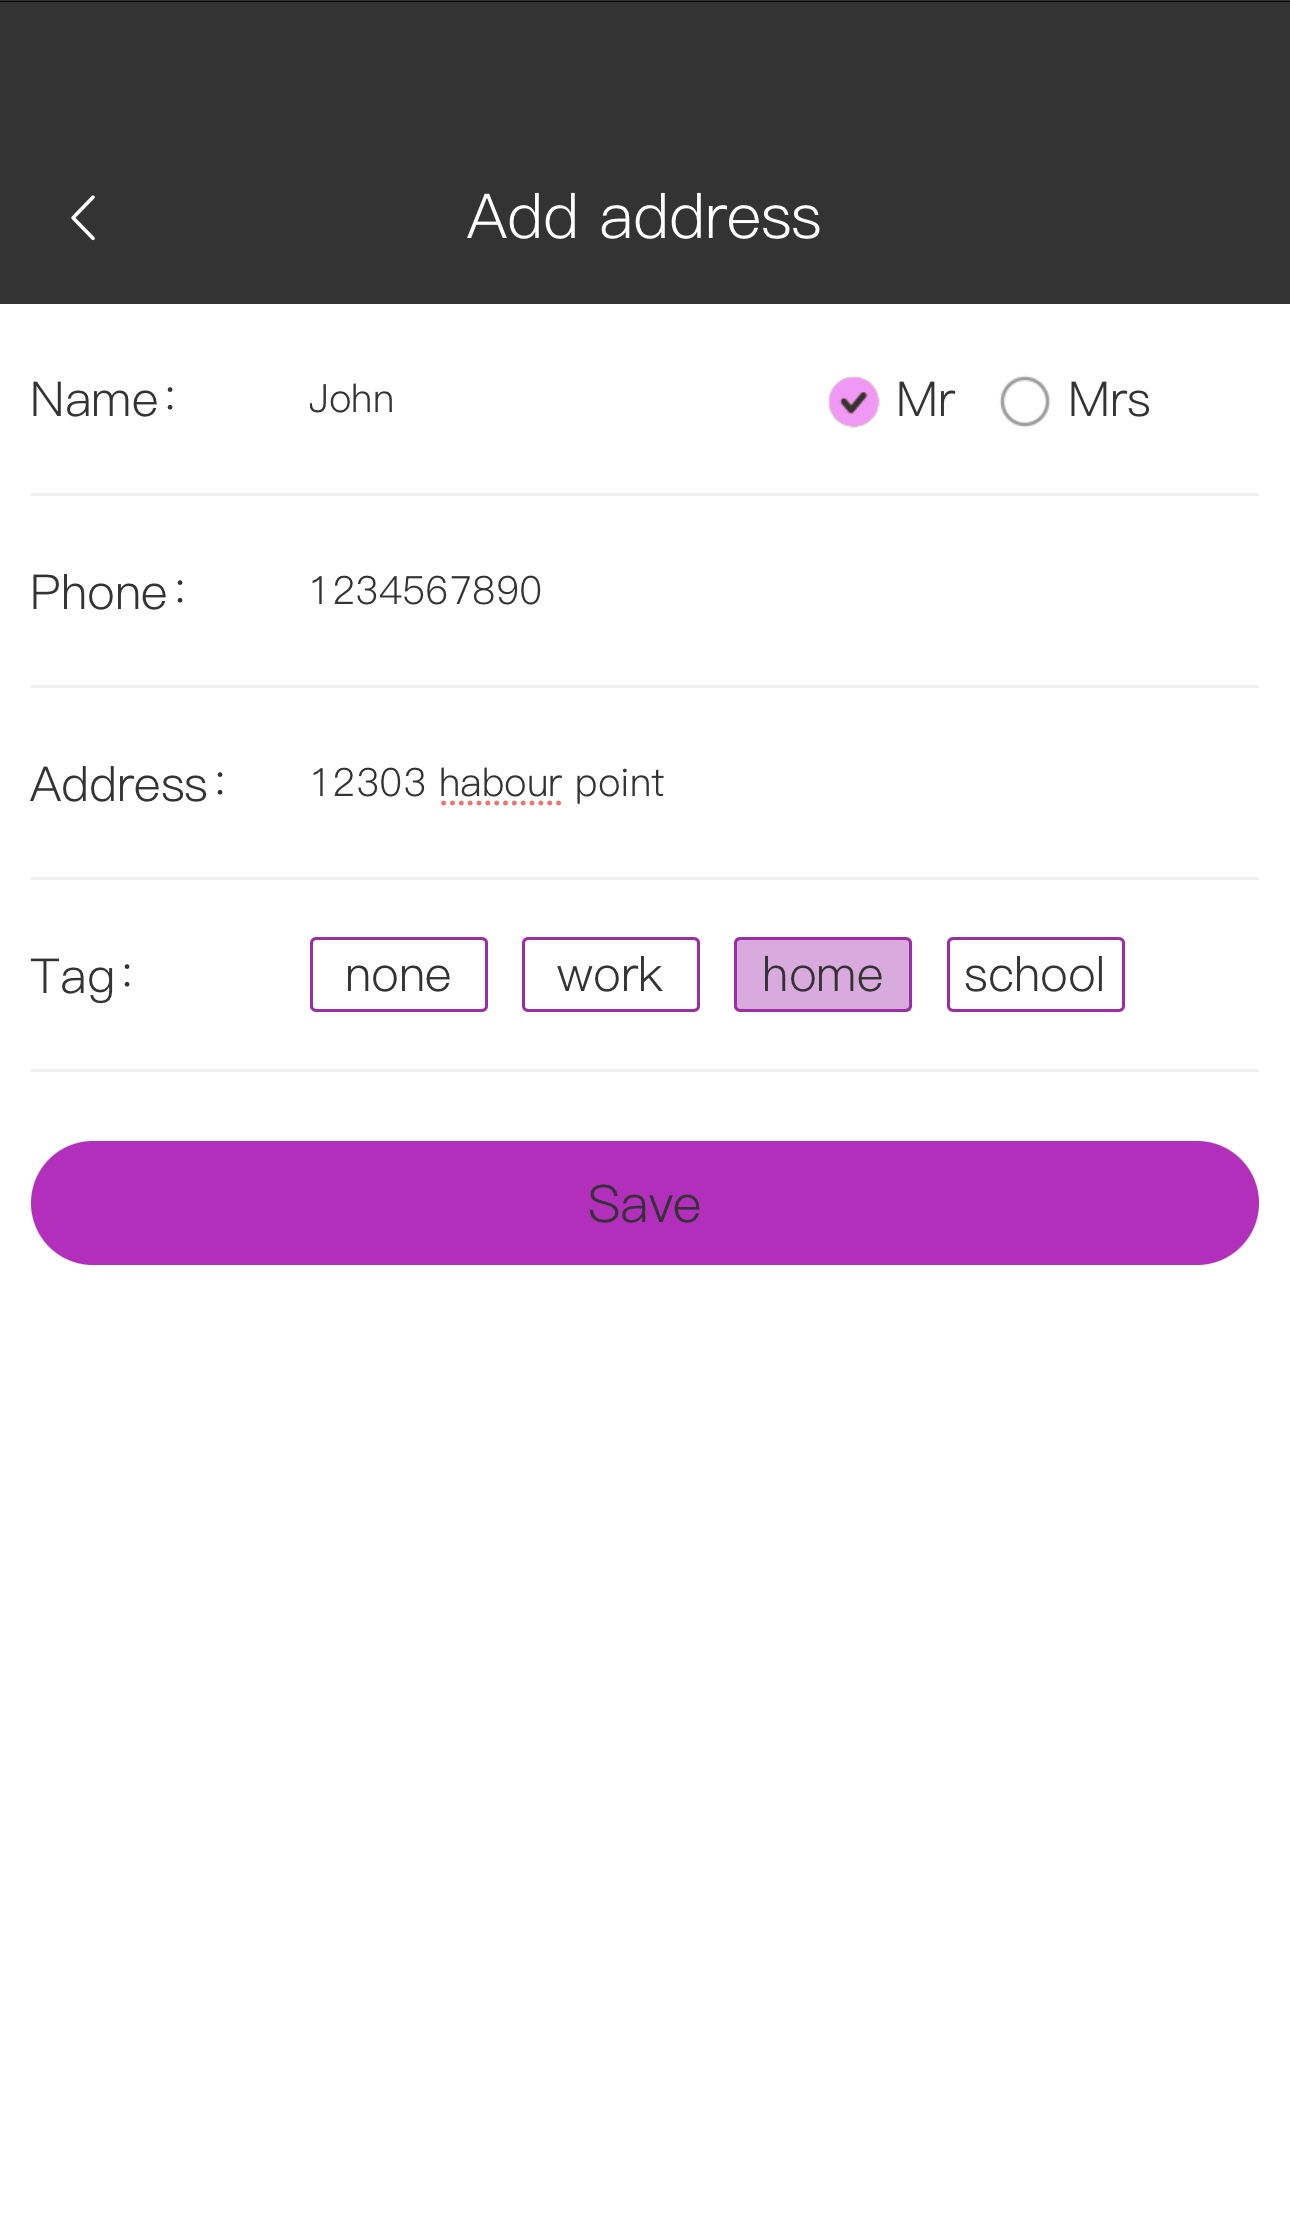 Add address
Name: John Mr Mrs
Phone: 1234567890
Address: 12303 habour point
Tag: none work home school
Save